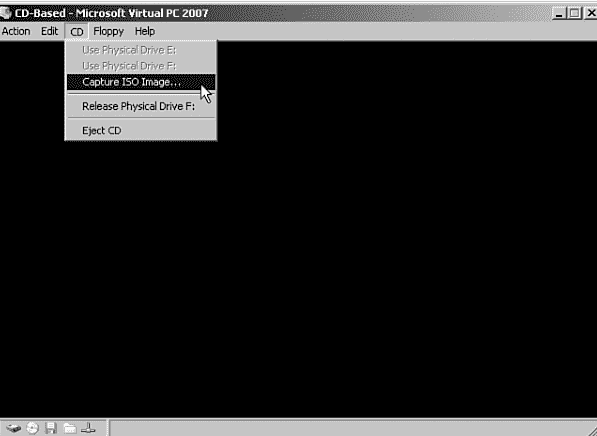 CD-Based - Microsoft Virtual PC 2007
Action Edit CD Floppy Help
Use Physical Drive E:
Use Physical Drive F:
Capture ISO Image...
Release Physical Drive F:
Eject CD